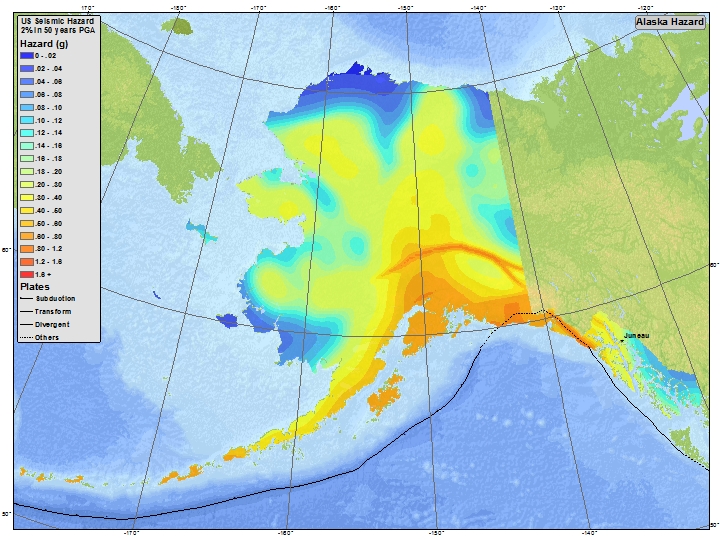 -170°
-180°
-170°
-160°
-150°
-140°
-130°
-120°
US Seismic Hazard
2% in 50 years PGA
Hazard (g)
0 - .02
.02 - .04
.04 - .06
.06 - .08
.08 - .10
.10 - .12
.12 - .14
.14 - .16
.16 - .18
.18 - .20
.20 - .30
.30 - .40
.40 - .50
.50 - .60
.60 - .80
.80 - 1.2
1.2 - 1.6
1.6 +
Plates
Subduction
Transform
Divergent
Others
Alaska Hazard
60°
60°
Juneau
50°
50°
-170°
-160°
-150°
-140°